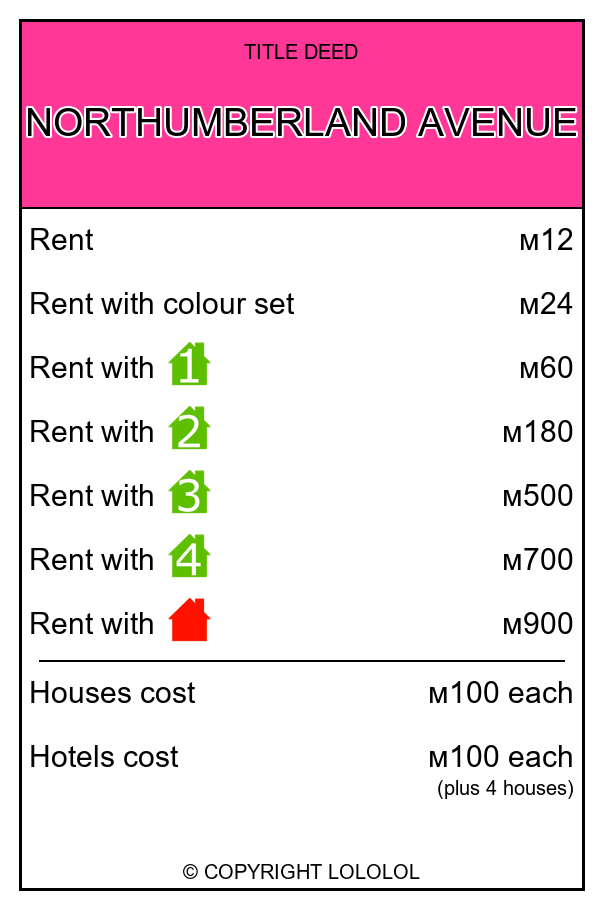 TITLE DEED
NORTHUMBERLAND AVENUE
Rent м12
Rent with colour set м24
Rent with 1 м60
Rent with 2 м180
Rent with 3 м500
Rent with 4 м700
Rent with м900
Houses cost м100 each
Hotels cost м100 each
(plus 4 houses)
© COPYRIGHT LOLOLOL